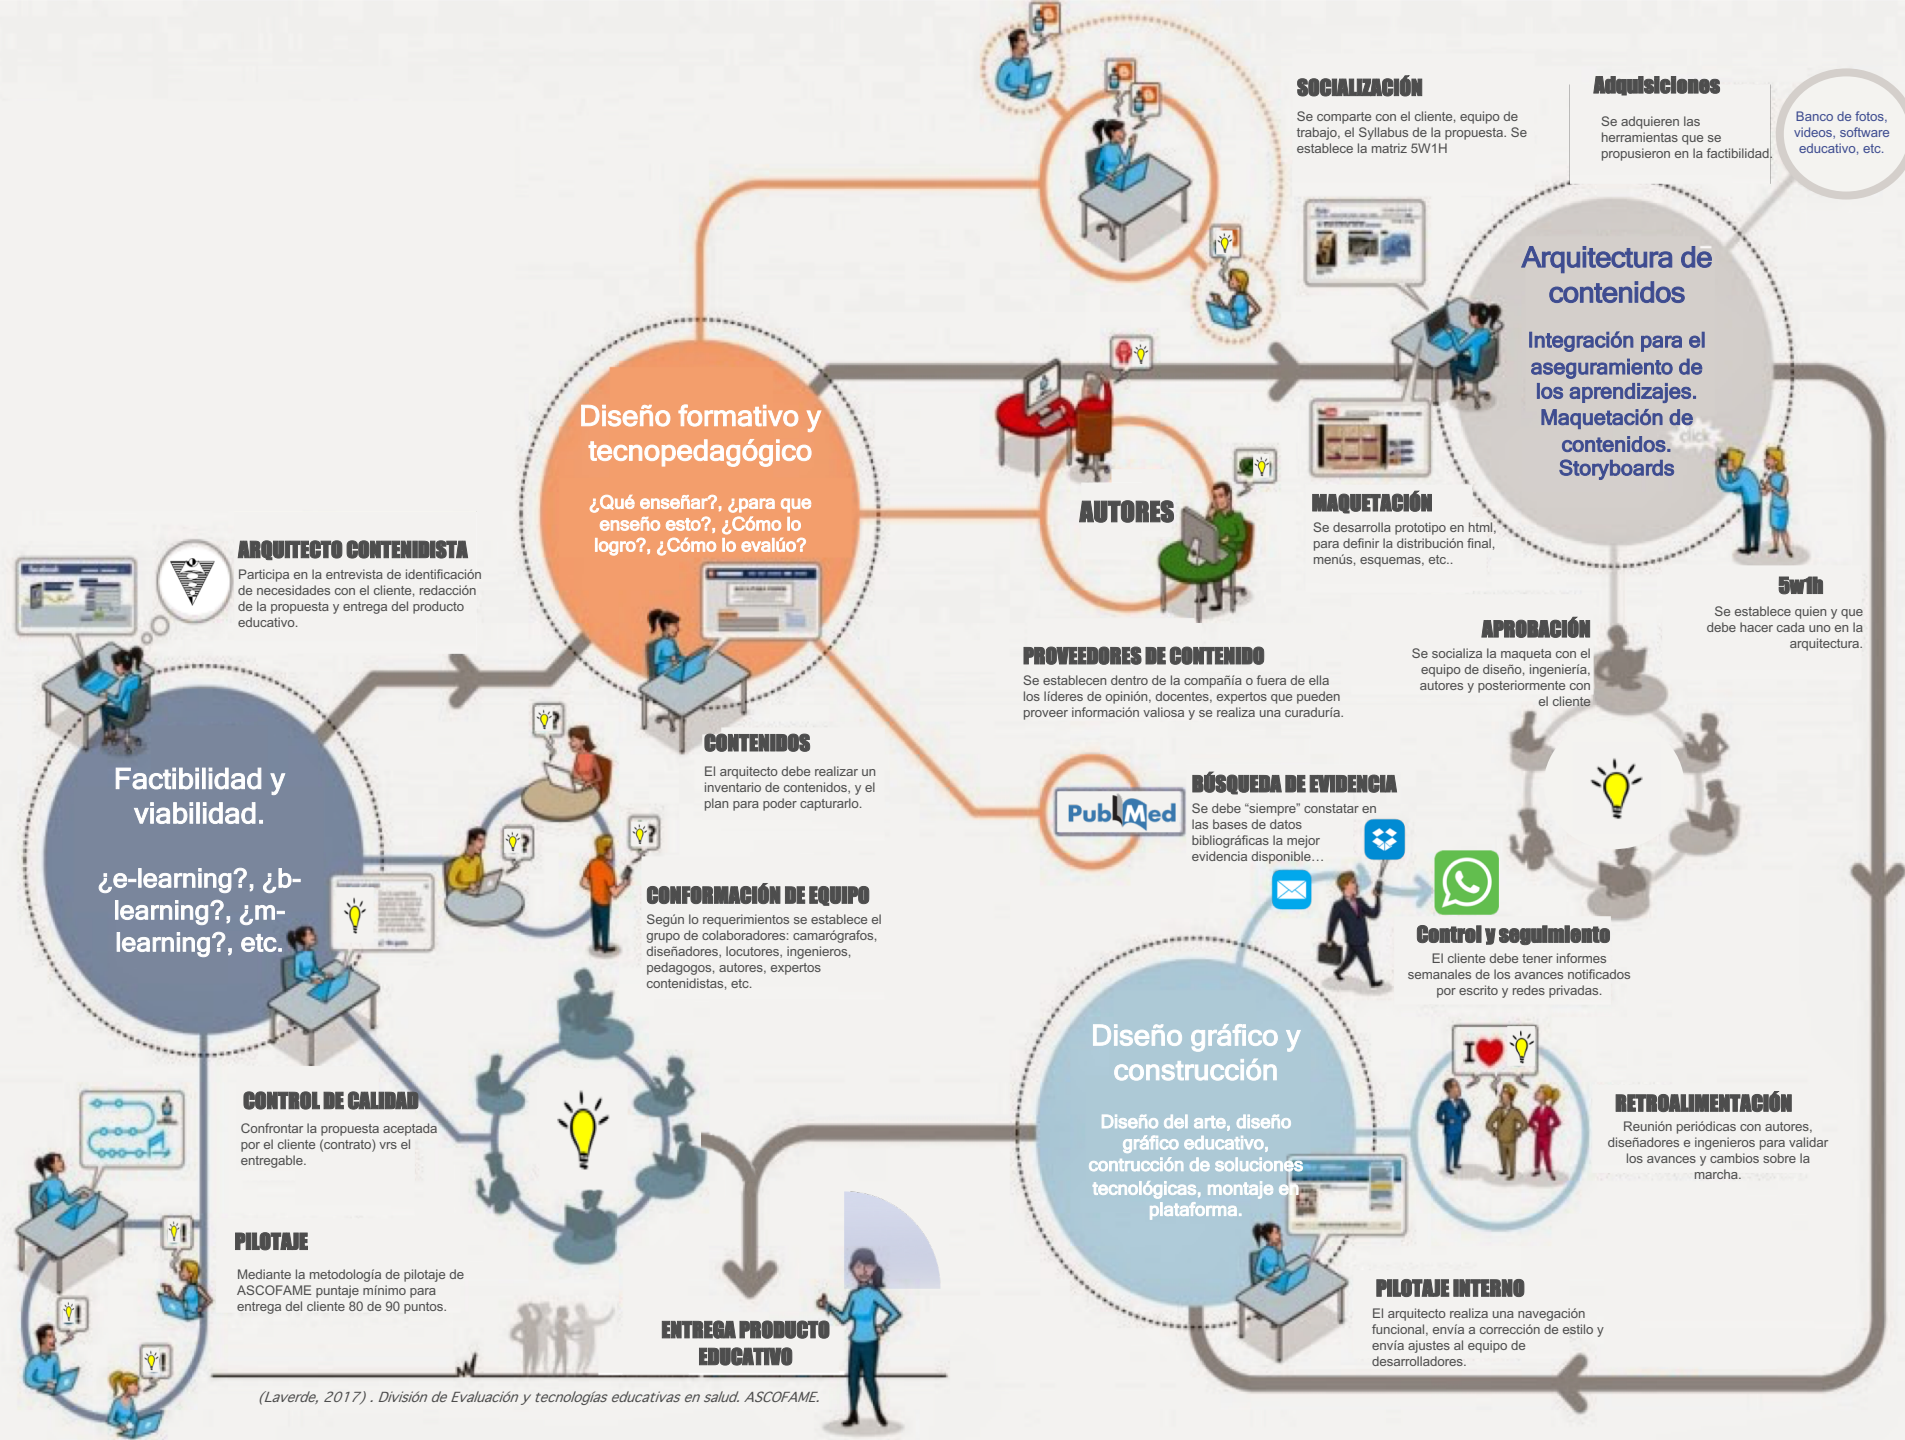 SOCIALIZACIÓN
Se comparte con el cliente, equipo de
trabajo, el Syllabus de la propuesta. Se
establece la matriz 5W1H
Adquisiciones
Se adquieren las
herramientas que se
propusieron en la factibilidad.
Banco de fotos,
videos, software
educativo, etc.
Arquitectura de
contenidos
Integración para el
aseguramiento de
los aprendizajes.
Maquetación de
contenidos.
Storyboards
click
Diseño formativo y
tecnopedagógico
¿Qué enseñar?, ¿para que
enseño esto?, ¿Cómo lo
logro?, ¿Cómo lo evalúo?
AUTORES
MAQUETACIÓN
Se desarrolla prototipo en html,
para definir la distribución final,
menús, esquemas, etc..
5w1h
Se establece quien y que
debe hacer cada uno en la
arquitectura.
ARQUITECTO CONTENIDISTA
Participa en la entrevista de identificación
de necesidades con el cliente, redacción
de la propuesta y entrega del producto
educativo.
facebook
APROBACIÓN
Se socializa la maqueta con el
equipo de diseño, ingeniería,
autores y posteriormente con
el cliente
PROVEEDORES DE CONTENIDO
Se establecen dentro de la compañía o fuera de ella
los líderes de opinión, docentes, expertos que pueden
proveer información valiosa y se realiza una curaduría.
CONTENIDOS
El arquitecto debe realizar un
inventario de contenidos, y el
plan para poder capturarlo.
Factibilidad y
viabilidad.
¿e-learning?, ¿b-
learning?, ¿m-
learning?, etc.
PubMed
BÚSQUEDA DE EVIDENCIA
Se debe “siempre” constatar en
las bases de datos
bibliográficas la mejor
evidencia disponible…
CONFORMACIÓN DE EQUIPO
Según lo requerimientos se establece el
grupo de colaboradores: camarógrafos,
diseñadores, locutores, ingenieros,
pedagogos, autores, expertos
contenidistas, etc.
Control y seguimiento
El cliente debe tener informes
semanales de los avances notificados
por escrito y redes privadas.
Diseño gráfico y
construcción
Diseño del arte, diseño
gráfico educativo,
contrucción de soluciones
tecnológicas, montaje en
plataforma.
I
RETROALIMENTACIÓN
Reunión periódicas con autores,
diseñadores e ingenieros para validar
los avances y cambios sobre la
marcha.
CONTROL DE CALIDAD
Confrontar la propuesta aceptada
por el cliente (contrato) vrs el
entregable.
PILOTAJE
Mediante la metodología de pilotaje de
ASCOFAME puntaje mínimo para
entrega del cliente 80 de 90 puntos.
PILOTAJE INTERNO
El arquitecto realiza una navegación
funcional, envía a corrección de estilo y
envía ajustes al equipo de
desarrolladores.
ENTREGA PRODUCTO
EDUCATIVO
(Laverde, 2017) . División de Evaluación y tecnologías educativas en salud. ASCOFAME.